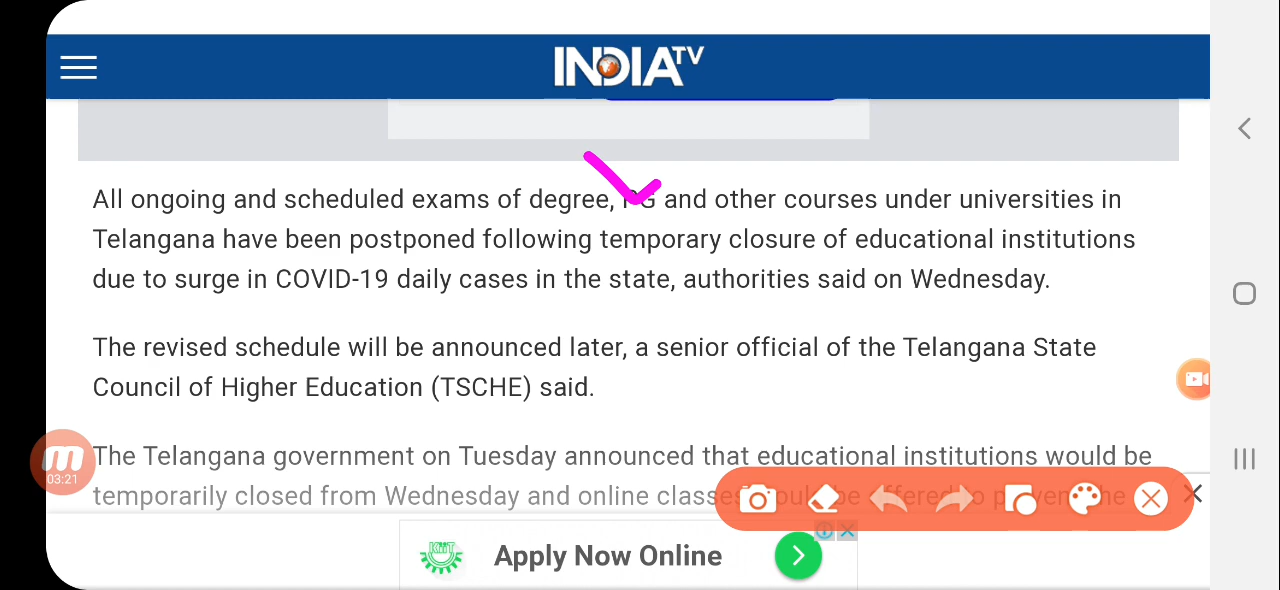 INDIA TV
All ongoing and scheduled exams of degree, PG and other courses under universities in
Telangana have been postponed following temporary closure of educational institutions
due to surge in COVID-19 daily cases in the state, authorities said on Wednesday.
The revised schedule will be announced later, a senior official of the Telangana State
Council of Higher Education (TSCHE) said.
The Telangana government on Tuesday announced that educational institutions would be
temporarily closed from Wednesday and online classes
03:21
KIIT
Apply Now Online